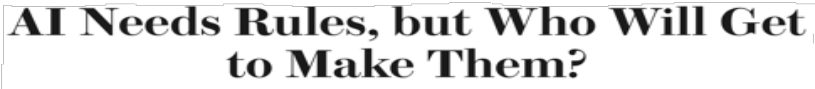 AI Needs Rules, but Who Will Get
to Make Them?